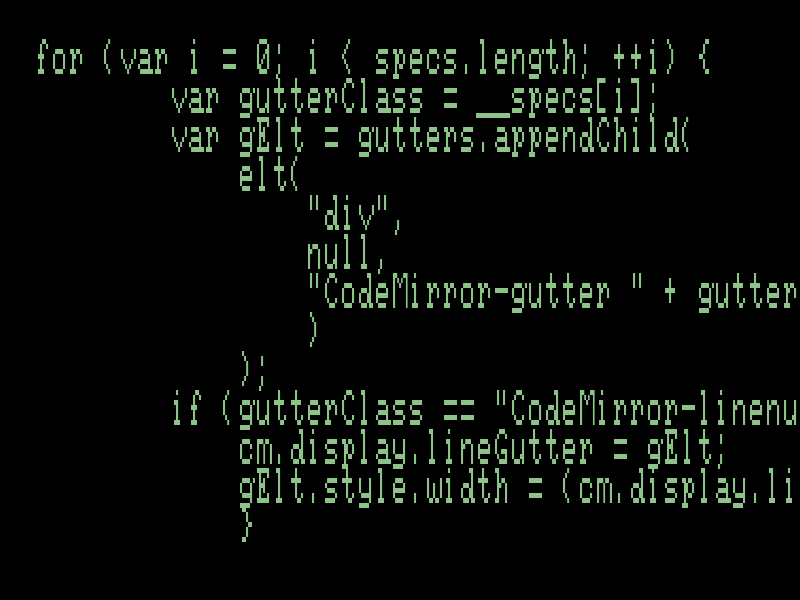 for (var i = 0; i < specs.length; ++i) {
        var gutterClass = __specs[i];
        var gElt = gutters.appendChild(
            elt(
                "div",
                null,
                "CodeMirror-gutter " + gutter
                )
            );
        if (gutterClass == "CodeMirror-linenu
            cm.display.lineGutter = gElt;
            gElt.style.width = (cm.display.li
            }